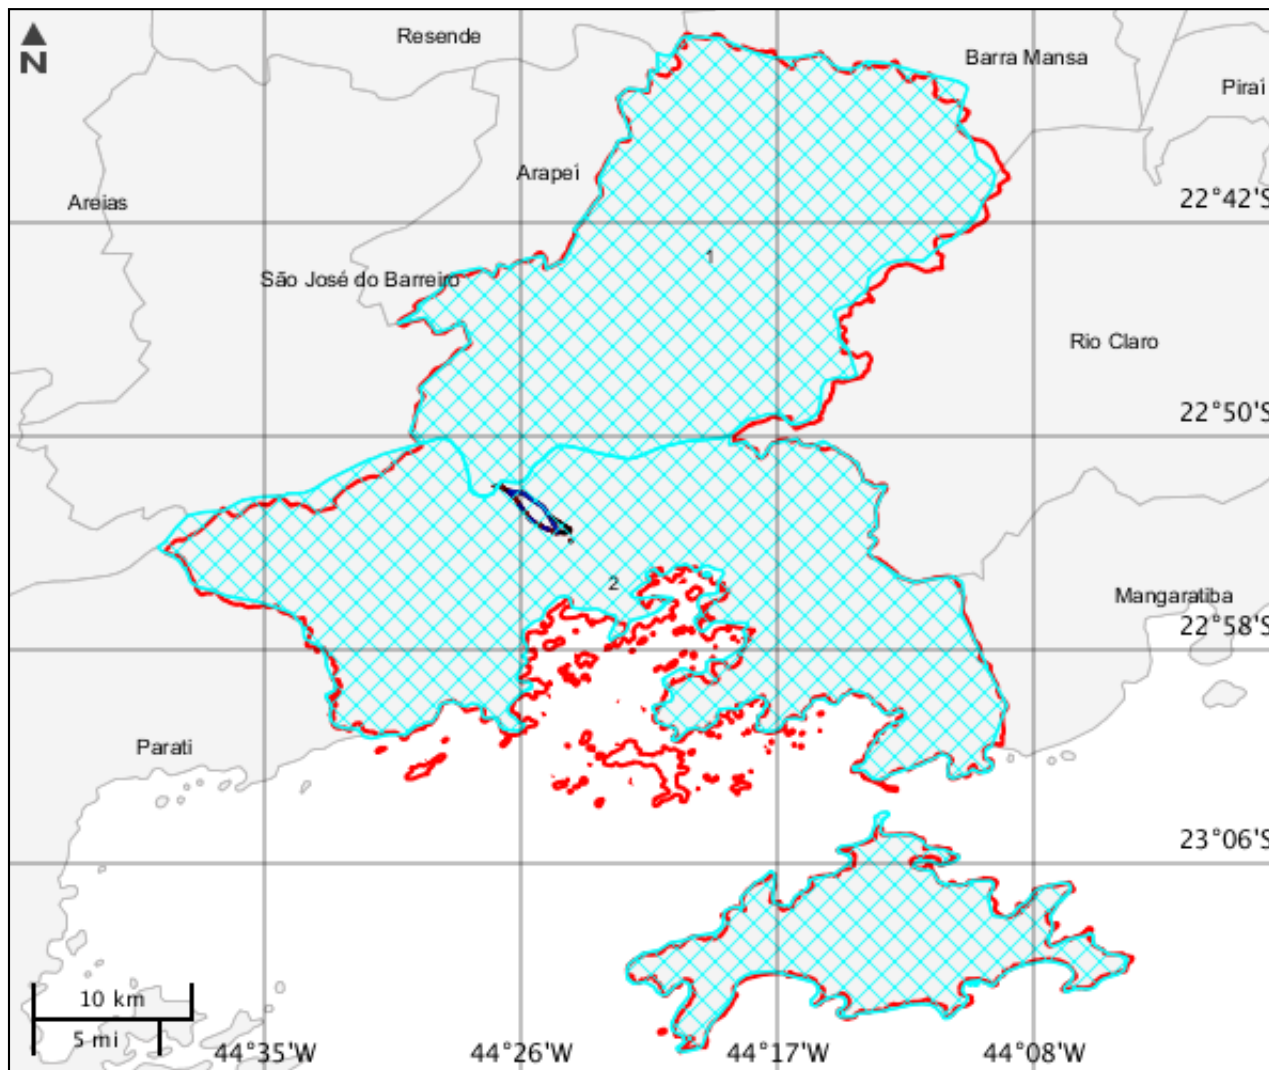 Resende
N
Barra Mansa
Piraí
Arapeí
Areias
22°42'S
1
São José do Barreiro
Rio Claro
22°50'S
2
Mangaratiba
22°58'S
Parati
23°06'S
10 km
5 mi
44°35'W
44°26'W
44°17'W
44°08'W